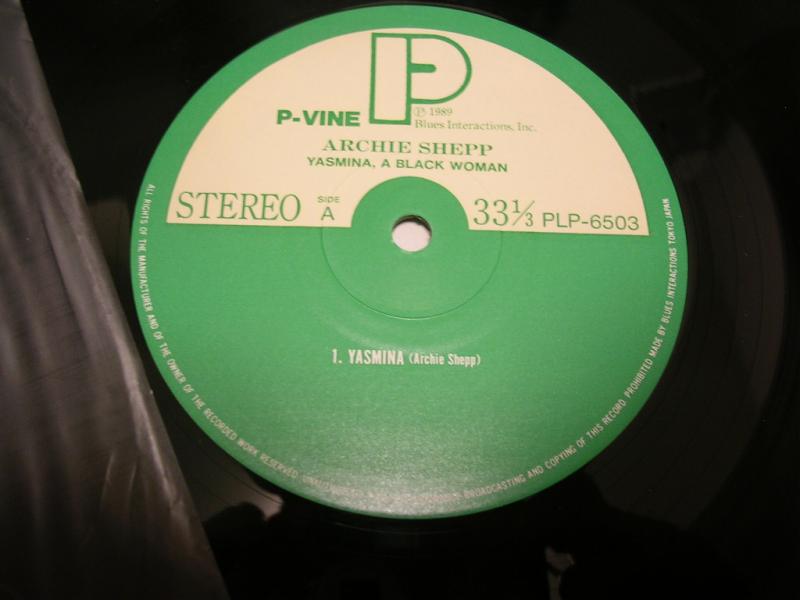 P
P-VINE
Ⓟ 1989
Blues Interactions, Inc.
ARCHIE SHEPP
YASMINA, A BLACK WOMAN
STEREO SIDE A 33⅓ PLP-6503
1. YASMINA (Archie Shepp)
ALL RIGHTS OF THE MANUFACTURER AND OF THE OWNER OF THE RECORDED WORK RESERVED. BROADCASTING AND COPYING OF THIS RECORD PROHIBITED MADE BY BLUES INTERACTIONS TOKYO JAPAN